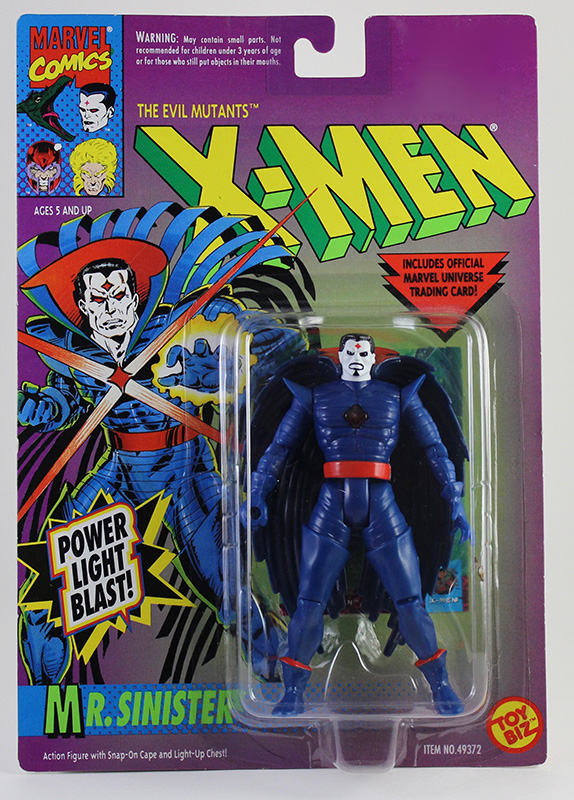 MARVEL®
COMICS
WARNING: May contain small parts. Not
recommended for children under 3 years of age
or for those who still put objects in their mouths.
THE EVIL MUTANTS™
X-MEN®
AGES 5 AND UP
INCLUDES OFFICIAL
MARVEL UNIVERSE
TRADING CARD!
POWER
LIGHT
BLAST!
X-MEN
MR. SINISTER
TOY
BIZ™
Action Figure with Snap-On Cape and Light-Up Chest!
ITEM NO.49372